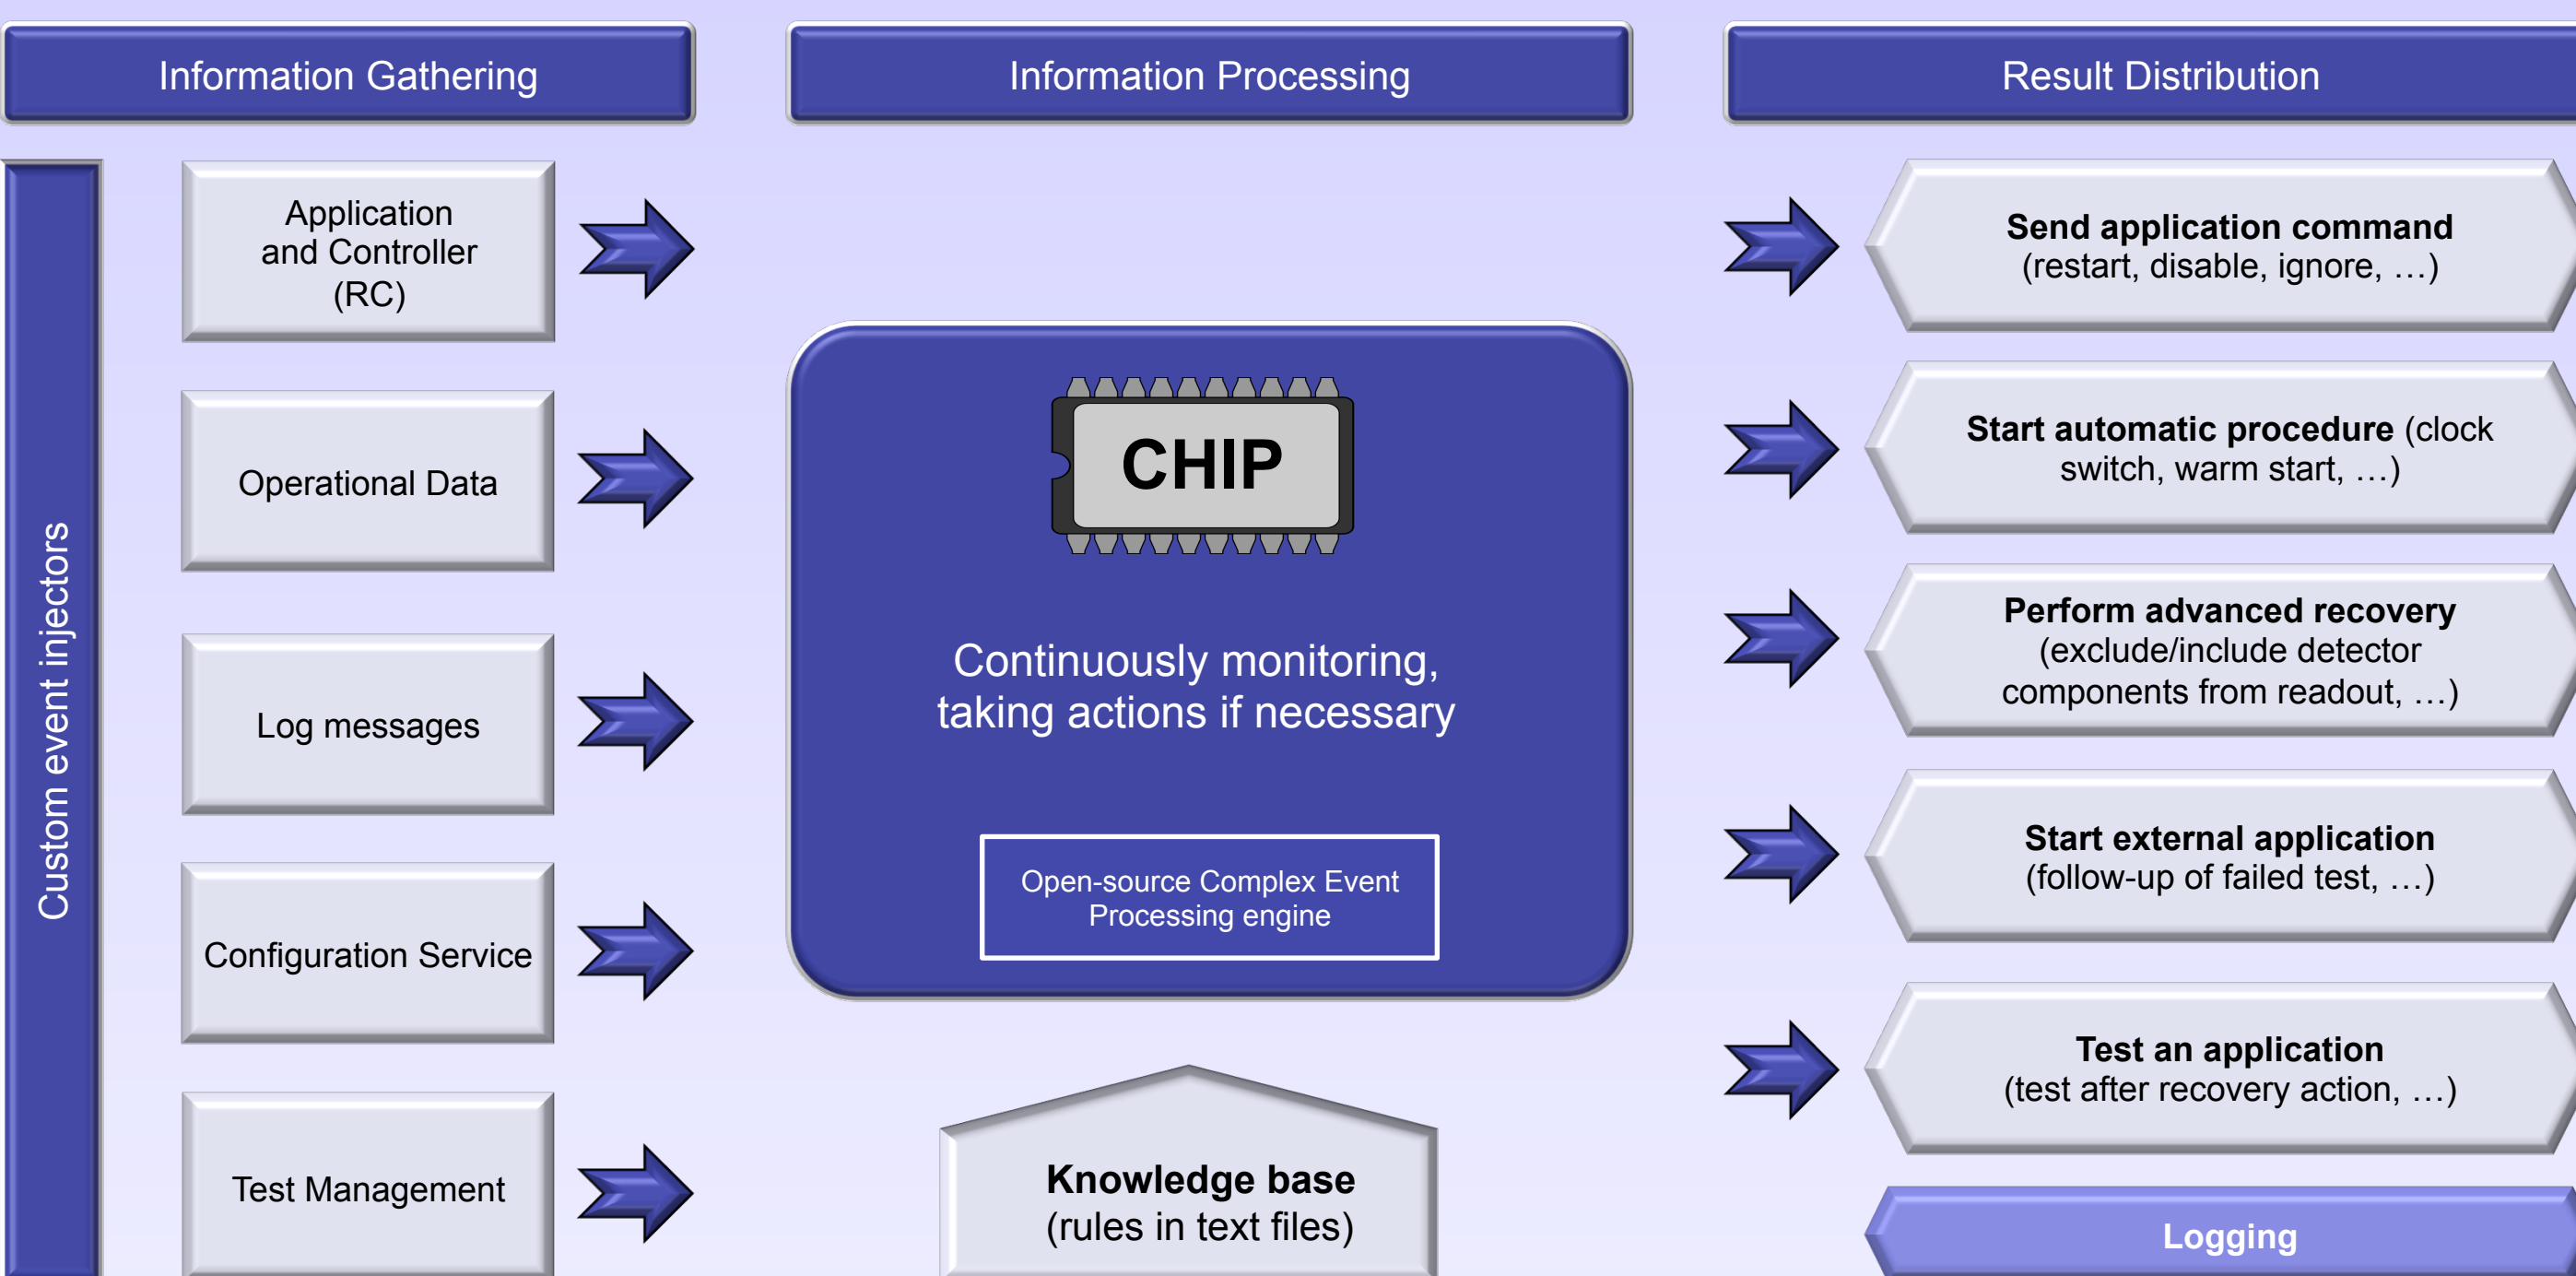 Information Gathering
Information Processing
Result Distribution
Custom event injectors
Application
and Controller
(RC)
Operational Data
Log messages
Configuration Service
Test Management
CHIP
Continuously monitoring,
taking actions if necessary
Open-source Complex Event
Processing engine
Knowledge base
(rules in text files)
Send application command
(restart, disable, ignore, …)
Start automatic procedure (clock
switch, warm start, …)
Perform advanced recovery
(exclude/include detector
components from readout, …)
Start external application
(follow-up of failed test, …)
Test an application
(test after recovery action, …)
Logging